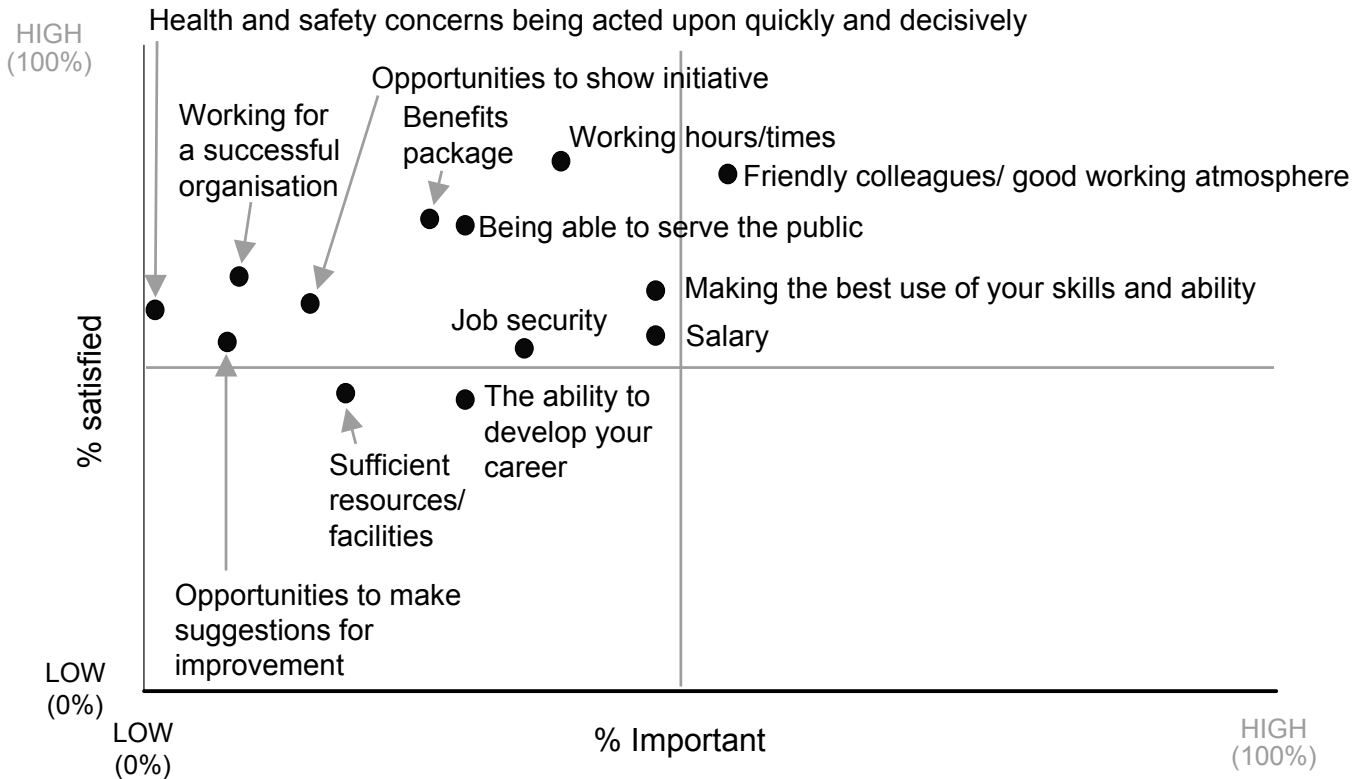 Health and safety concerns being acted upon quickly and decisively
HIGH
(100%)
Opportunities to show initiative
Working for
a successful
organisation
Benefits
package
Working hours/times
Friendly colleagues/ good working atmosphere
Being able to serve the public
Making the best use of your skills and ability
Job security
Salary
% satisfied
The ability to
develop your
career
Sufficient
resources/
facilities
Opportunities to make
suggestions for
improvement
LOW
(0%)
LOW
(0%)
% Important
HIGH
(100%)